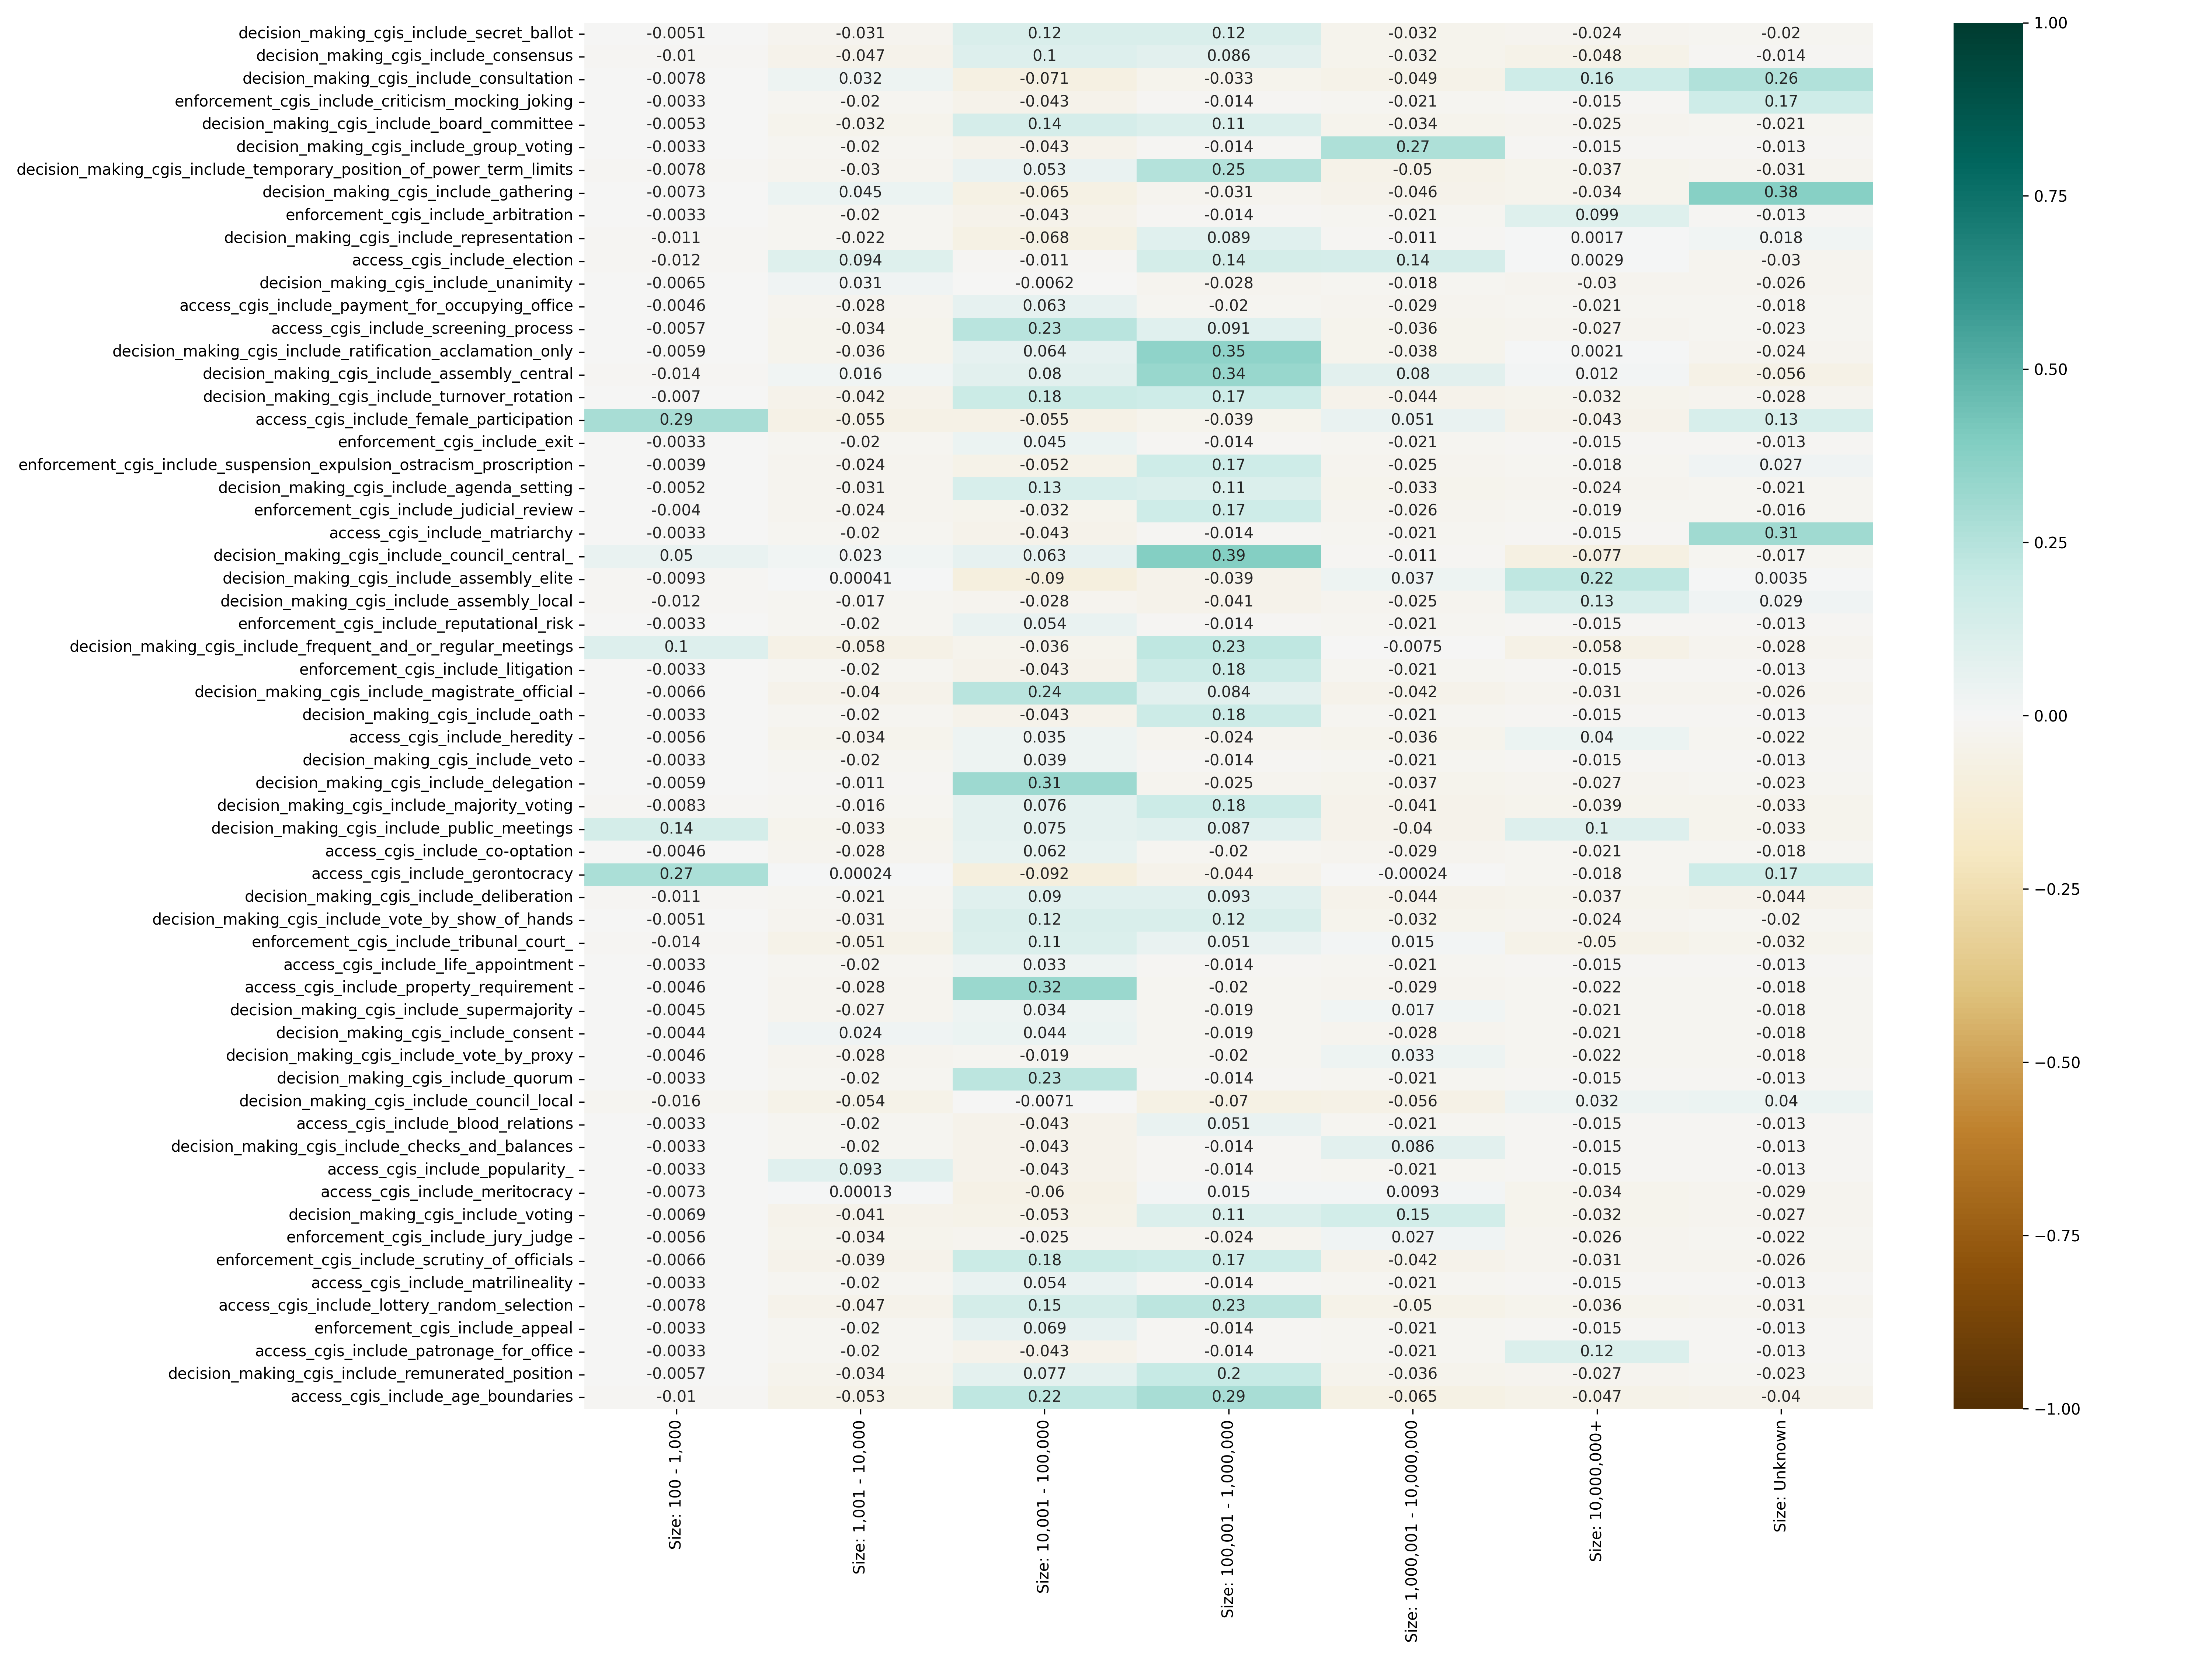 decision_making_cgis_include_secret_ballot -0.0051 -0.031 0.12 0.12 -0.032 -0.024 -0.02
decision_making_cgis_include_consensus -0.01 -0.047 0.1 0.086 -0.032 -0.048 -0.014
decision_making_cgis_include_consultation -0.0078 0.032 -0.071 -0.033 -0.049 0.16 0.26
enforcement_cgis_include_criticism_mocking_joking -0.0033 -0.02 -0.043 -0.014 -0.021 -0.015 0.17
decision_making_cgis_include_board_committee -0.0053 -0.032 0.14 0.11 -0.034 -0.025 -0.021
decision_making_cgis_include_group_voting -0.0033 -0.02 -0.043 -0.014 0.27 -0.015 -0.013
decision_making_cgis_include_temporary_position_of_power_term_limits -0.0078 -0.03 0.053 0.25 -0.05 -0.037 -0.031
decision_making_cgis_include_gathering -0.0073 0.045 -0.065 -0.031 -0.046 -0.034 0.38
enforcement_cgis_include_arbitration -0.0033 -0.02 -0.043 -0.014 -0.021 0.099 -0.013
decision_making_cgis_include_representation -0.011 -0.022 -0.068 0.089 -0.011 0.0017 0.018
access_cgis_include_election -0.012 0.094 -0.011 0.14 0.14 0.0029 -0.03
decision_making_cgis_include_unanimity -0.0065 0.031 -0.0062 -0.028 -0.018 -0.03 -0.026
access_cgis_include_payment_for_occupying_office -0.0046 -0.028 0.063 -0.02 -0.029 -0.021 -0.018
access_cgis_include_screening_process -0.0057 -0.034 0.23 0.091 -0.036 -0.027 -0.023
decision_making_cgis_include_ratification_acclamation_only -0.0059 -0.036 0.064 0.35 -0.038 0.0021 -0.024
decision_making_cgis_include_assembly_central -0.014 0.016 0.08 0.34 0.08 0.012 -0.056
decision_making_cgis_include_turnover_rotation -0.007 -0.042 0.18 0.17 -0.044 -0.032 -0.028
access_cgis_include_female_participation 0.29 -0.055 -0.055 -0.039 0.051 -0.043 0.13
enforcement_cgis_include_exit -0.0033 -0.02 0.045 -0.014 -0.021 -0.015 -0.013
enforcement_cgis_include_suspension_expulsion_ostracism_proscription -0.0039 -0.024 -0.052 0.17 -0.025 -0.018 0.027
decision_making_cgis_include_agenda_setting -0.0052 -0.031 0.13 0.11 -0.033 -0.024 -0.021
enforcement_cgis_include_judicial_review -0.004 -0.024 -0.032 0.17 -0.026 -0.019 -0.016
access_cgis_include_matriarchy -0.0033 -0.02 -0.043 -0.014 -0.021 -0.015 0.31
decision_making_cgis_include_council_central_ 0.05 0.023 0.063 0.39 -0.011 -0.077 -0.017
decision_making_cgis_include_assembly_elite -0.0093 0.00041 -0.09 -0.039 0.037 0.22 0.0035
decision_making_cgis_include_assembly_local -0.012 -0.017 -0.028 -0.041 -0.025 0.13 0.029
enforcement_cgis_include_reputational_risk -0.0033 -0.02 0.054 -0.014 -0.021 -0.015 -0.013
decision_making_cgis_include_frequent_and_or_regular_meetings 0.1 -0.058 -0.036 0.23 -0.0075 -0.058 -0.028
enforcement_cgis_include_litigation -0.0033 -0.02 -0.043 0.18 -0.021 -0.015 -0.013
decision_making_cgis_include_magistrate_official -0.0066 -0.04 0.24 0.084 -0.042 -0.031 -0.026
decision_making_cgis_include_oath -0.0033 -0.02 -0.043 0.18 -0.021 -0.015 -0.013
access_cgis_include_heredity -0.0056 -0.034 0.035 -0.024 -0.036 0.04 -0.022
decision_making_cgis_include_veto -0.0033 -0.02 0.039 -0.014 -0.021 -0.015 -0.013
decision_making_cgis_include_delegation -0.0059 -0.011 0.31 -0.025 -0.037 -0.027 -0.023
decision_making_cgis_include_majority_voting -0.0083 -0.016 0.076 0.18 -0.041 -0.039 -0.033
decision_making_cgis_include_public_meetings 0.14 -0.033 0.075 0.087 -0.04 0.1 -0.033
access_cgis_include_co-optation -0.0046 -0.028 0.062 -0.02 -0.029 -0.021 -0.018
access_cgis_include_gerontocracy 0.27 0.00024 -0.092 -0.044 -0.00024 -0.018 0.17
decision_making_cgis_include_deliberation -0.011 -0.021 0.09 0.093 -0.044 -0.037 -0.044
decision_making_cgis_include_vote_by_show_of_hands -0.0051 -0.031 0.12 0.12 -0.032 -0.024 -0.02
enforcement_cgis_include_tribunal_court_ -0.014 -0.051 0.11 0.051 0.015 -0.05 -0.032
access_cgis_include_life_appointment -0.0033 -0.02 0.033 -0.014 -0.021 -0.015 -0.013
access_cgis_include_property_requirement -0.0046 -0.028 0.32 -0.02 -0.029 -0.022 -0.018
decision_making_cgis_include_supermajority -0.0045 -0.027 0.034 -0.019 0.017 -0.021 -0.018
decision_making_cgis_include_consent -0.0044 0.024 0.044 -0.019 -0.028 -0.021 -0.018
decision_making_cgis_include_vote_by_proxy -0.0046 -0.028 -0.019 -0.02 0.033 -0.022 -0.018
decision_making_cgis_include_quorum -0.0033 -0.02 0.23 -0.014 -0.021 -0.015 -0.013
decision_making_cgis_include_council_local -0.016 -0.054 -0.0071 -0.07 -0.056 0.032 0.04
access_cgis_include_blood_relations -0.0033 -0.02 -0.043 0.051 -0.021 -0.015 -0.013
decision_making_cgis_include_checks_and_balances -0.0033 -0.02 -0.043 -0.014 0.086 -0.015 -0.013
access_cgis_include_popularity_ -0.0033 0.093 -0.043 -0.014 -0.021 -0.015 -0.013
access_cgis_include_meritocracy -0.0073 0.00013 -0.06 0.015 0.0093 -0.034 -0.029
decision_making_cgis_include_voting -0.0069 -0.041 -0.053 0.11 0.15 -0.032 -0.027
enforcement_cgis_include_jury_judge -0.0056 -0.034 -0.025 -0.024 0.027 -0.026 -0.022
enforcement_cgis_include_scrutiny_of_officials -0.0066 -0.039 0.18 0.17 -0.042 -0.031 -0.026
access_cgis_include_matrilineality -0.0033 -0.02 0.054 -0.014 -0.021 -0.015 -0.013
access_cgis_include_lottery_random_selection -0.0078 -0.047 0.15 0.23 -0.05 -0.036 -0.031
enforcement_cgis_include_appeal -0.0033 -0.02 0.069 -0.014 -0.021 -0.015 -0.013
access_cgis_include_patronage_for_office -0.0033 -0.02 -0.043 -0.014 -0.021 0.12 -0.013
decision_making_cgis_include_remunerated_position -0.0057 -0.034 0.077 0.2 -0.036 -0.027 -0.023
access_cgis_include_age_boundaries -0.01 -0.053 0.22 0.29 -0.065 -0.047 -0.04
Size: 100 - 1,000
Size: 1,001 - 10,000
Size: 10,001 - 100,000
Size: 100,001 - 1,000,000
Size: 1,000,001 - 10,000,000
Size: 10,000,000+
Size: Unknown
1.00
0.75
0.50
0.25
0.00
−0.25
−0.50
−0.75
−1.00